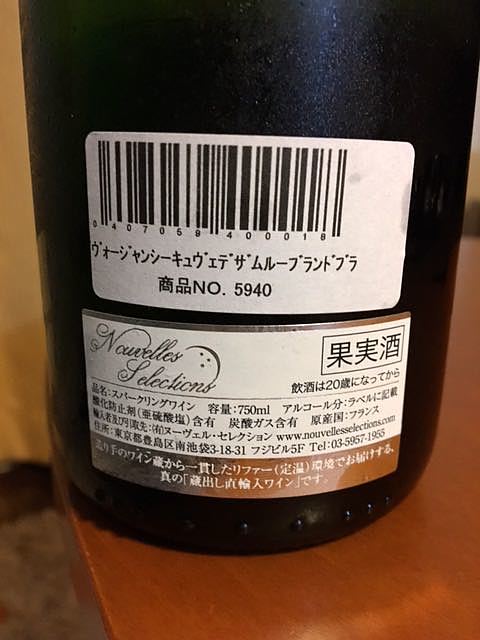 0407059400018
ヴォージャンシーキュヴェデザムルーブランドブラ
商品NO. 5940
Nouvelles
Selections
果実酒
飲酒は20歳になってから
品名:スパークリングワイン 容量:750ml アルコール分:ラベルに記載
酸化防止剤(亜硫酸塩)含有 炭酸ガス含有 原産国:フランス
輸入者及び引取先:㈲ヌーヴェル・セレクション www.nouvellesselections.com
住所:東京都豊島区南池袋3-18-31 フジビル5F Tel:03-5957-1955
造り手のワイン蔵から一貫したリファー(定温)環境でお届けする、
真の「蔵出し直輸入ワイン」です。